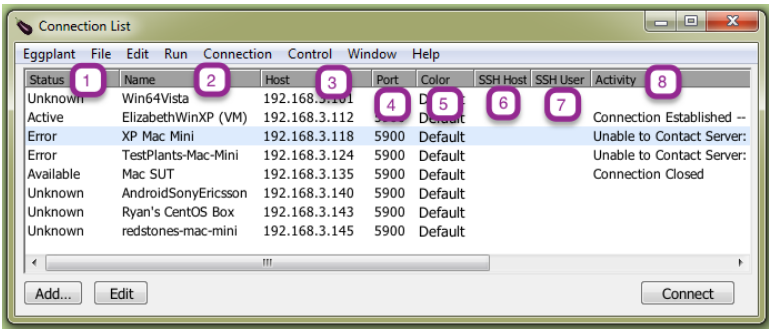 Connection List
Eggplant File Edit Run Connection Control Window Help
Status 1 Name 2 Host 3 Port Color SSH Host SSH User Activity 8
4 5 6 7
Unknown Win64Vista 192.168.3.101
Active ElizabethWinXP (VM) 192.168.3.112 Default Connection Established --
Error XP Mac Mini 192.168.3.118 5900 Default Unable to Contact Server:
Error TestPlants-Mac-Mini 192.168.3.124 5900 Default Unable to Contact Server:
Available Mac SUT 192.168.3.135 5900 Default Connection Closed
Unknown AndroidSonyEricsson 192.168.3.140 5900 Default
Unknown Ryan's CentOS Box 192.168.3.143 5900 Default
Unknown redstones-mac-mini 192.168.3.145 5900 Default
Add... Edit Connect